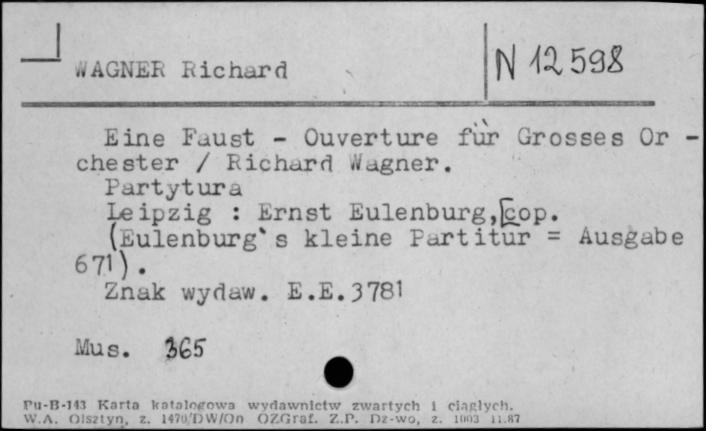 WAGNER Richard
N 12598
Eine Faust - Ouverture für Grosses Or -
chester / Richard Wagner.
Partytura
Leipzig : Ernst Eulenburg,[cop.
(Eulenburg's kleine Partitur = Ausgabe
671).
Znak wydaw. E.E.3781
Mus. 365
Pu-B-143 Karta katalogowa wydawnictw zwartych i ciągłych.
W.A. Olsztyn, z. 1470/DW/On OZGraf. Z.P. Dz-wo, z. 1003 11.87